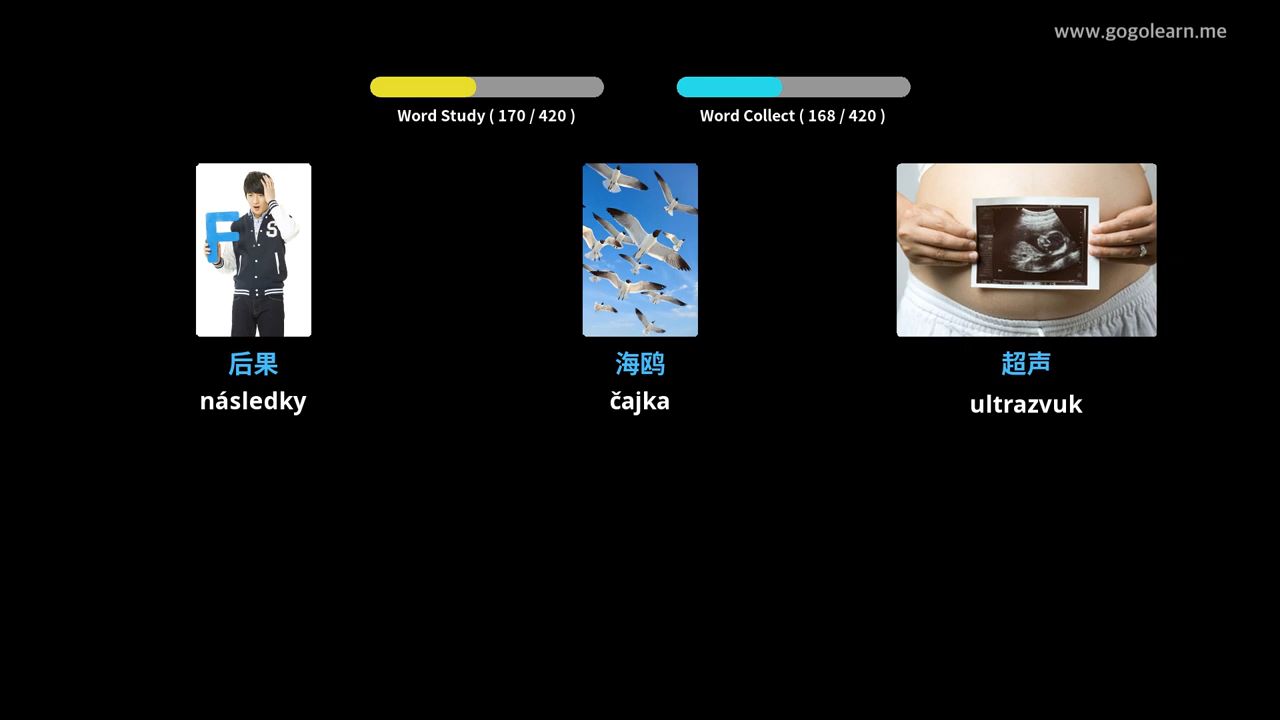 www.gogolearn.me
Word Study ( 170 / 420 )
Word Collect ( 168 / 420 )
F
S
后果
海鸥
超声
následky
čajka
ultrazvuk